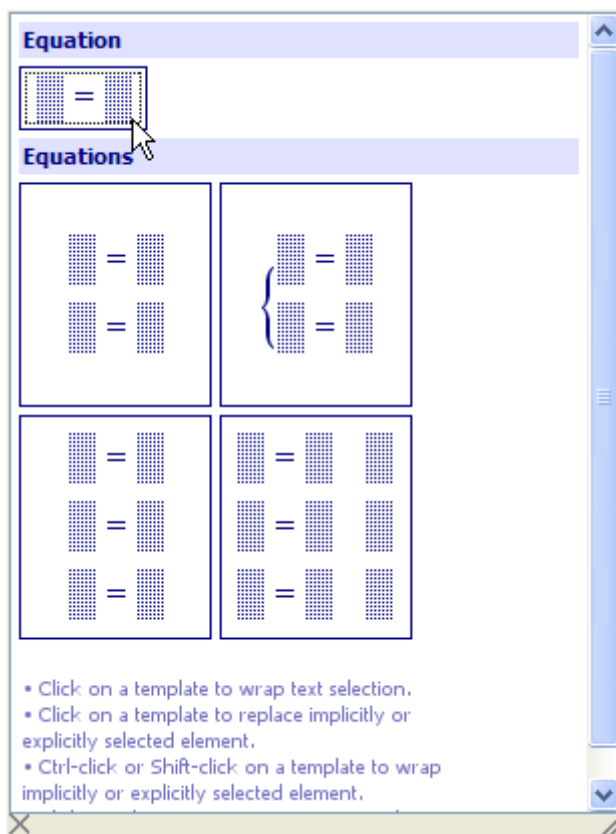 Equation
=
Equations
=
=
=
=
=
=
=
=
=
• Click on a template to wrap text selection.
• Click on a template to replace implicitly or
explicitly selected element.
• Ctrl-click or Shift-click on a template to wrap
implicitly or explicitly selected element.